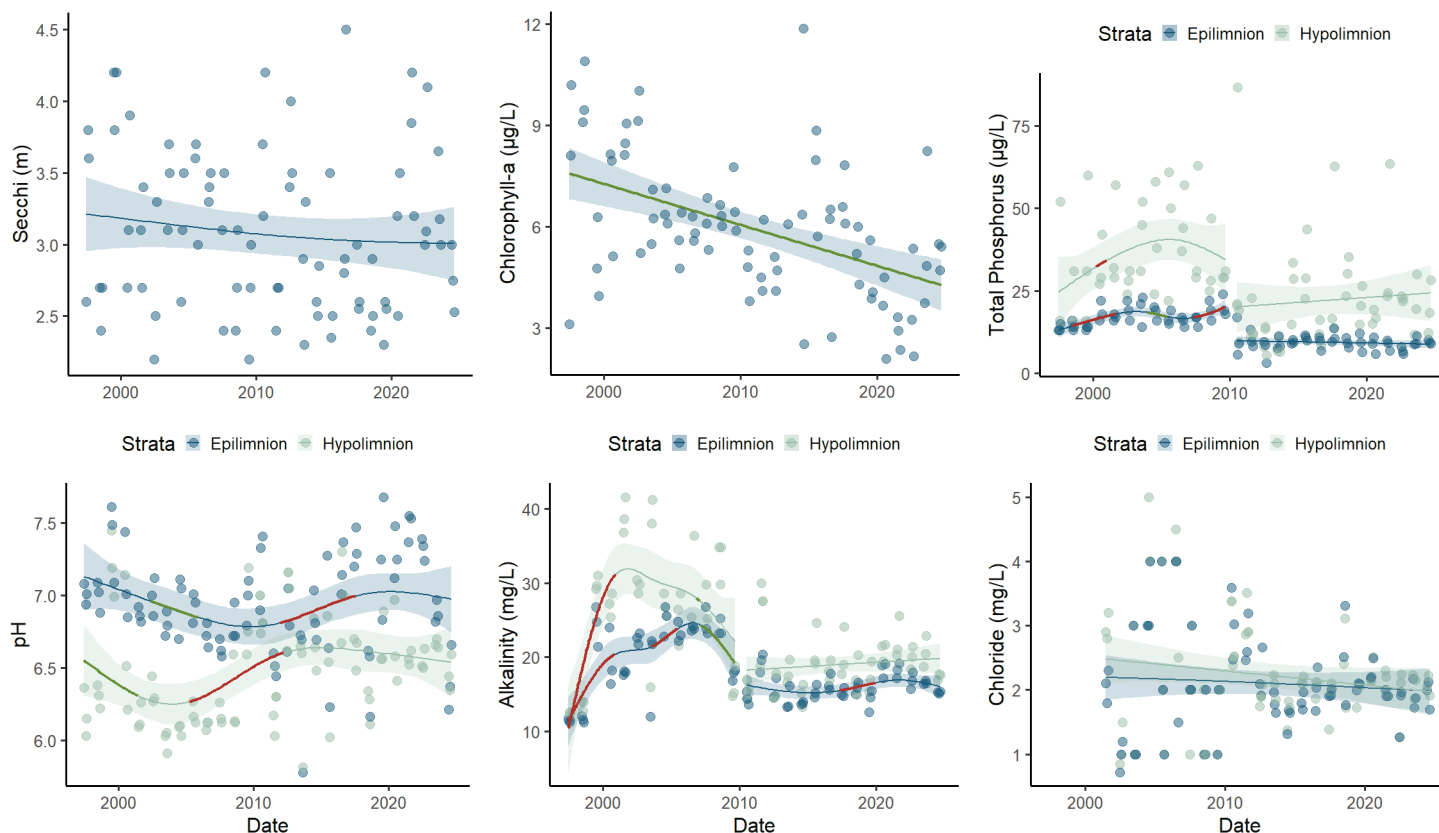 Secchi (m)
4.5
4.0
3.5
3.0
2.5
2000 2010 2020
Chlorophyll-a (µg/L)
12
9
6
3
2000 2010 2020
Strata Epilimnion Hypolimnion
Total Phosphorus (µg/L)
75
50
25
0
2000 2010 2020
Strata Epilimnion Hypolimnion
pH
7.5
7.0
6.5
6.0
2000 2010 2020
Date
Strata Epilimnion Hypolimnion
Alkalinity (mg/L)
40
30
20
10
2000 2010 2020
Date
Strata Epilimnion Hypolimnion
Chloride (mg/L)
5
4
3
2
1
2000 2010 2020
Date